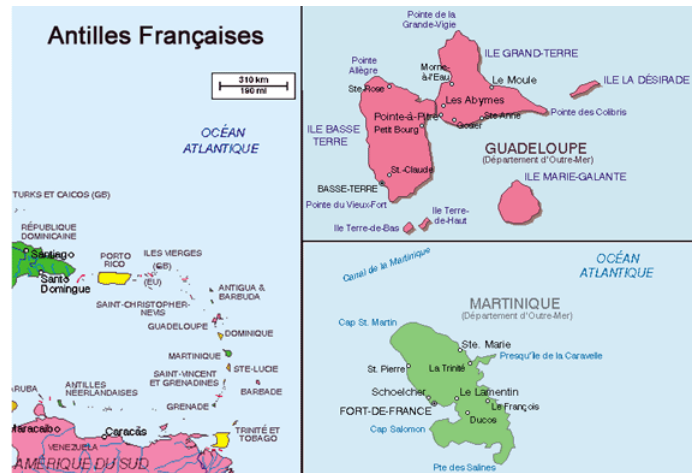 Antilles Françaises
310 km
190 mi
OCÉAN
ATLANTIQUE
TURKS ET CAICOS (GB)
RÉPUBLIQUE
DOMINICAINE
Santiago
Santo
Domingue
PORTO
RICO
ILES VIERGES
(GB)
(EU)
SAINT-CHRISTOPHER-
NEVIS
ANTIGUA &
BARBUDA
GUADELOUPE
DOMINIQUE
MARTINIQUE
STE-LUCIE
SAINT-VINCENT
ET GRENADINES
BARBADE
GRENADE
ARUBA
ANTILLES
NÉERLANDAISES
TRINITÉ ET
TOBAGO
Maracaibo
Caracas
VENEZUELA
AMÉRIQUE DU SUD
Pointe de la
Grande-Vigie
ILE GRAND-TERRE
Pointe
Allègre
Morne-
à-l'Eau
Le Moule
ILE LA DÉSIRADE
Ste-Rose
Les Abymes
Pointe des Colibris
Pointe-à-Pitre
Ste Anne
Gosier
Petit Bourg
ILE BASSE
TERRE
GUADELOUPE
(Département d'Outre-Mer)
St.-Claude
BASSE-TERRE
ILE MARIE-GALANTE
Pointe du Vieux-Fort
Ile Terre-
de-Haut
Ile Terre-de-Bas
Canal de la Martinique
OCÉAN
ATLANTIQUE
MARTINIQUE
(Département d'Outre-Mer)
Cap St. Martin
Ste. Marie
Presqu'île de la Caravelle
St. Pierre
La Trinité
Schoelcher
Le Lamentin
Le François
FORT-DE-FRANCE
Ducos
Cap Salomon
Pte des Salines